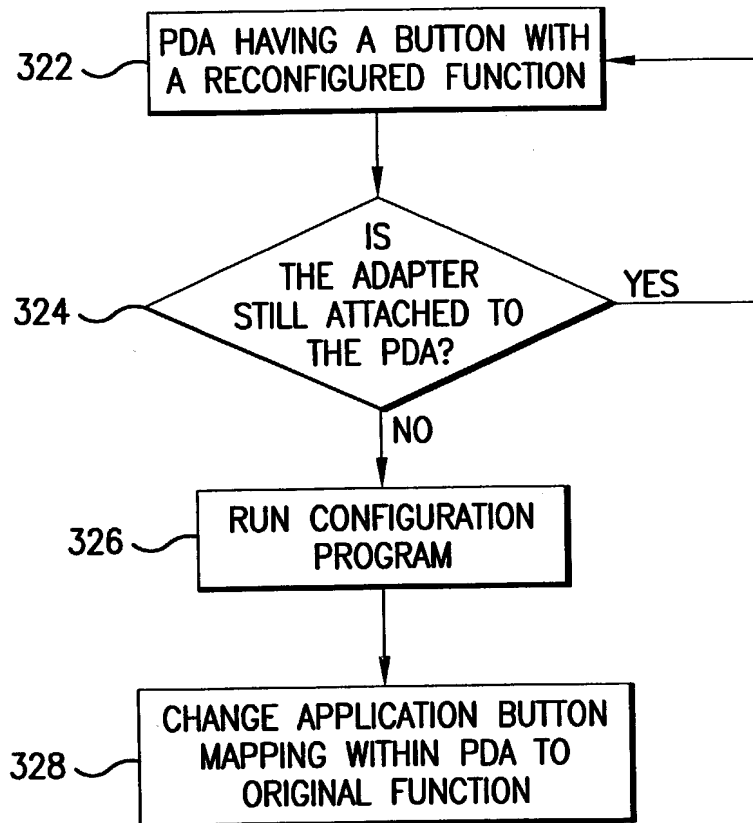 322
PDA HAVING A BUTTON WITH
A RECONFIGURED FUNCTION
324
IS
THE ADAPTER
STILL ATTACHED TO
THE PDA?
YES
NO
326
RUN CONFIGURATION
PROGRAM
328
CHANGE APPLICATION BUTTON
MAPPING WITHIN PDA TO
ORIGINAL FUNCTION